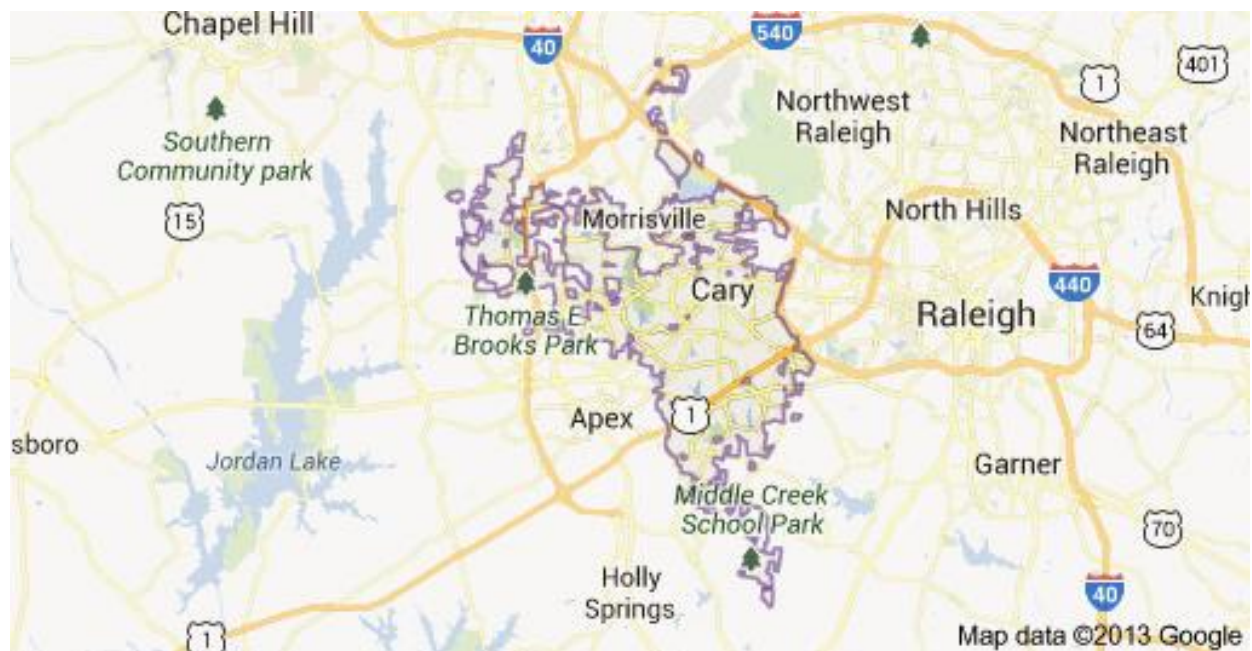 Chapel Hill
40
540
1
401
Northwest
Raleigh
Northeast
Raleigh
Southern
Community park
15
Morrisville
North Hills
Cary
440
Raleigh
Knigh
64
Thomas E
Brooks Park
Apex
1
sboro
Jordan Lake
Garner
Middle Creek
School Park
70
Holly
Springs
40
1
Map data ©2013 Google